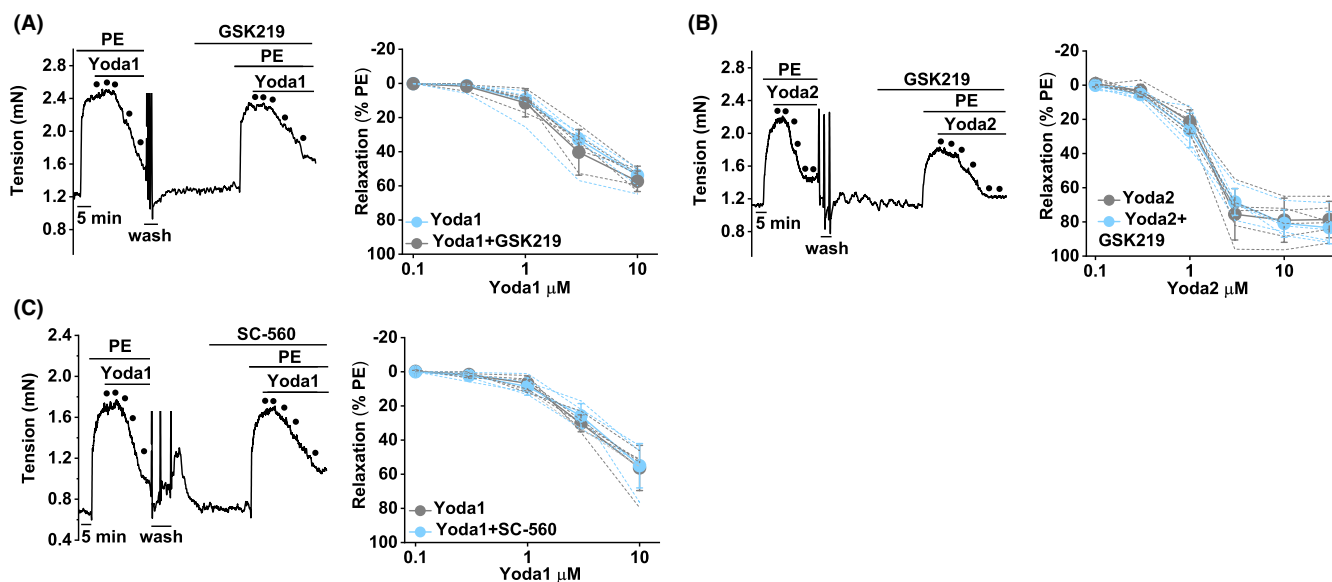 (A)
GSK219
PE
PE
Yoda1
Yoda1
Tension (mN)
2.8
2.4
2.0
1.6
1.2
0.8
5 min
wash
Relaxation (% PE)
-20
0
20
40
60
80
100
Yoda1
Yoda1+GSK219
0.1
1
10
Yoda1 μM
(B)
PE
GSK219
Yoda2
PE
Yoda2
Tension (mN)
2.8
2.4
2.0
1.6
1.2
0.8
5 min
wash
Relaxation (% PE)
-20
0
20
40
60
80
100
Yoda2
Yoda2+
GSK219
0.1
1
10
Yoda2 μM
(C)
SC-560
PE
PE
Yoda1
Yoda1
Tension (mN)
2.4
2.0
1.6
1.2
0.8
0.4
5 min
wash
Relaxation (% PE)
-20
0
20
40
60
80
100
Yoda1
Yoda1+SC-560
0.1
1
10
Yoda1 μM